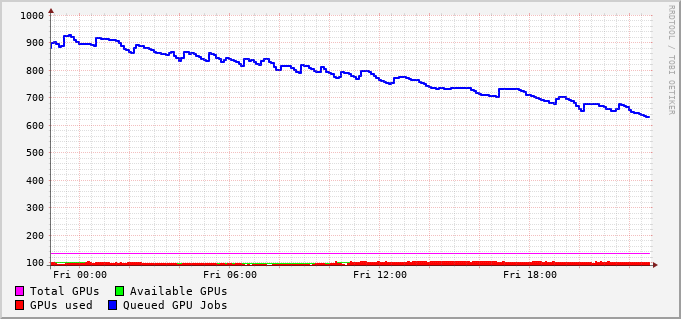 1000
900
800
700
600
500
400
300
200
100
Fri 00:00 Fri 06:00 Fri 12:00 Fri 18:00
Total GPUs Available GPUs
GPUs used Queued GPU Jobs
RRDTOOL / TOBI OETIKER